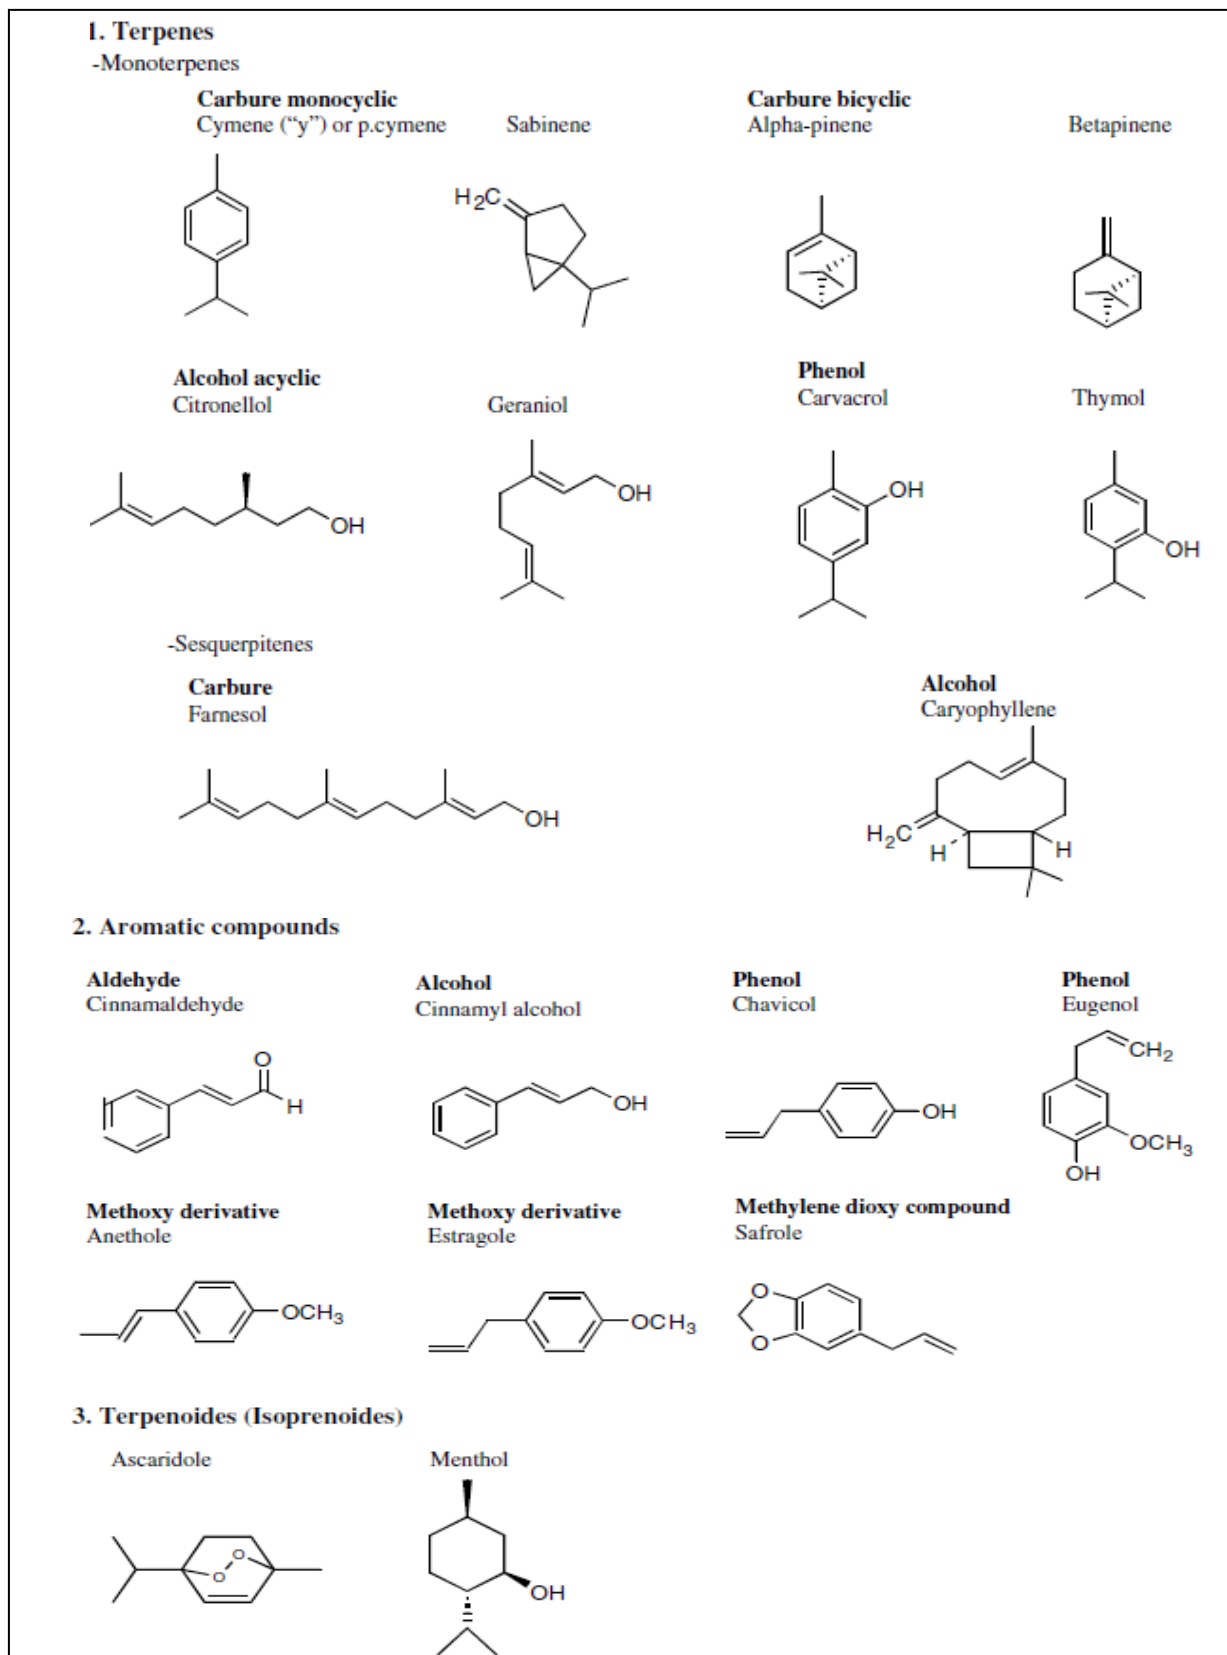 1. Terpenes
-Monoterpenes
Carbure monocyclic
Cymene (“y”) or p.cymene
Sabinene
Carbure bicyclic
Alpha-pinene
Betapinene
H₂C
Alcohol acyclic
Citronellol
Geraniol
Phenol
Carvacrol
Thymol
OH
OH
OH
OH
-Sesquerpitenes
Carbure
Farnesol
Alcohol
Caryophyllene
OH
H₂C
H
H
2. Aromatic compounds
Aldehyde
Cinnamaldehyde
Alcohol
Cinnamyl alcohol
Phenol
Chavicol
Phenol
Eugenol
O
H
OH
OH
CH₂
OCH₃
OH
Methoxy derivative
Anethole
Methoxy derivative
Estragole
Methylene dioxy compound
Safrole
OCH₃
OCH₃
O
O
3. Terpenoides (Isoprenoides)
Ascaridole
Menthol
O
O
OH